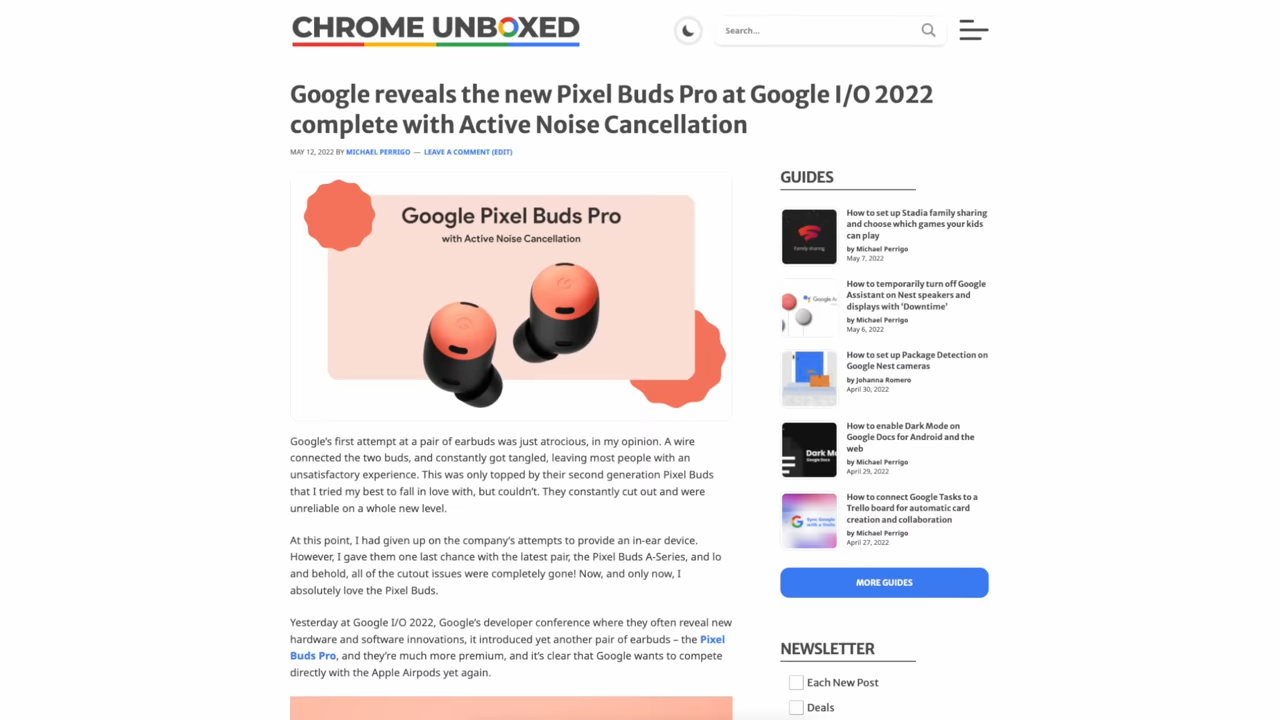 CHROME UNBOXED
Search...
Google reveals the new Pixel Buds Pro at Google I/O 2022
complete with Active Noise Cancellation
MAY 12, 2022 BY MICHAEL PERRIGO — LEAVE A COMMENT (EDIT)
Google Pixel Buds Pro
with Active Noise Cancellation
Google's first attempt at a pair of earbuds was just atrocious, in my opinion. A wire
connected the two buds, and constantly got tangled, leaving most people with an
unsatisfactory experience. This was only topped by their second generation Pixel Buds
that I tried my best to fall in love with, but couldn't. They constantly cut out and were
unreliable on a whole new level.
At this point, I had given up on the company's attempts to provide an in-ear device.
However, I gave them one last chance with the latest pair, the Pixel Buds A-Series, and lo
and behold, all of the cutout issues were completely gone! Now, and only now, I
absolutely love the Pixel Buds.
Yesterday at Google I/O 2022, Google's developer conference where they often reveal new
hardware and software innovations, it introduced yet another pair of earbuds – the Pixel
Buds Pro, and they're much more premium, and it's clear that Google wants to compete
directly with the Apple Airpods yet again.
GUIDES
Family sharing
How to set up Stadia family sharing
and choose which games your kids
can play
by Michael Perrigo
May 7, 2022
Google As
How to temporarily turn off Google
Assistant on Nest speakers and
displays with 'Downtime'
by Michael Perrigo
May 6, 2022
How to set up Package Detection on
Google Nest cameras
by Johanna Romero
April 30, 2022
Dark M
Google Docs
How to enable Dark Mode on
Google Docs for Android and the
web
by Michael Perrigo
April 29, 2022
Sync Google
with a Trello
How to connect Google Tasks to a
Trello board for automatic card
creation and collaboration
by Michael Perrigo
April 27, 2022
MORE GUIDES
NEWSLETTER
Each New Post
Deals